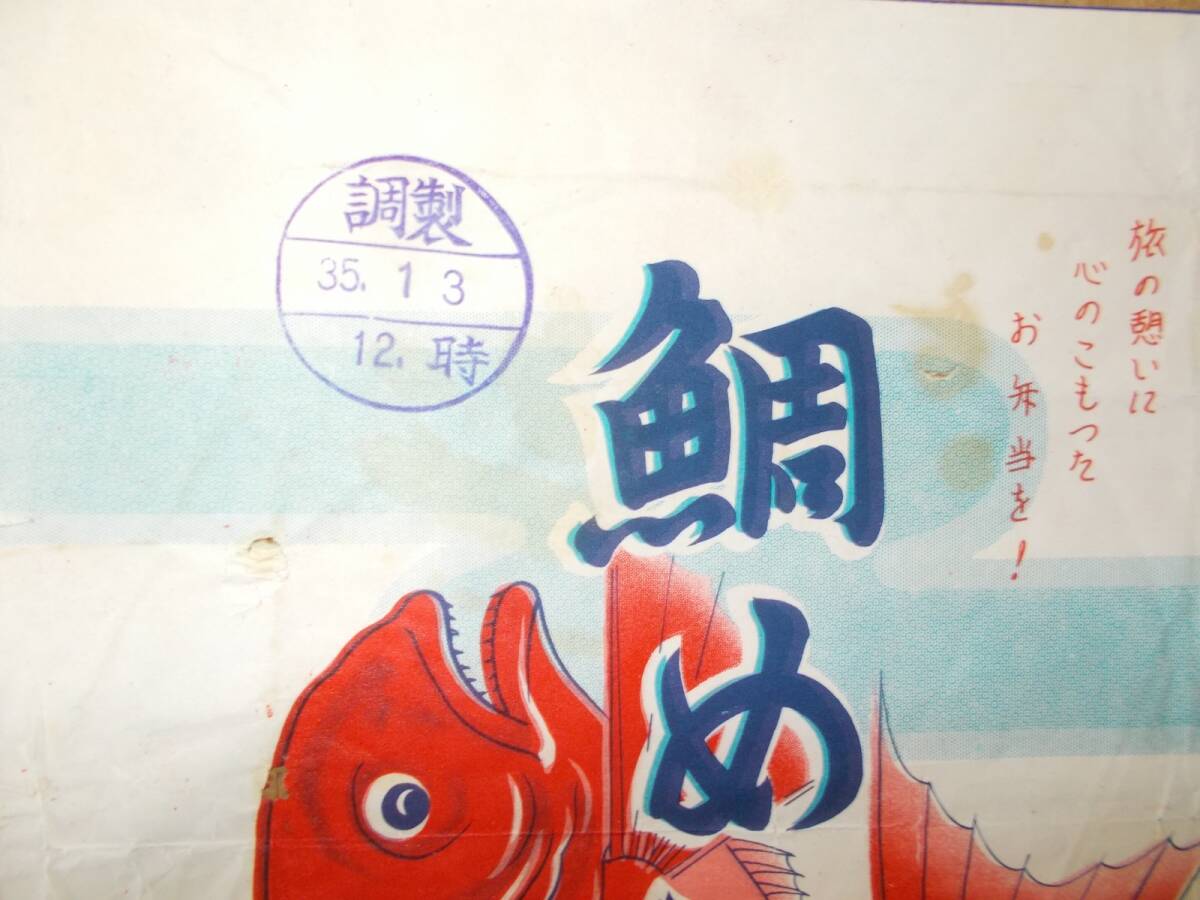 調製
35. 1 3
12. 時
鯛め
旅の憩いに
心のこもつた
お弁当を!